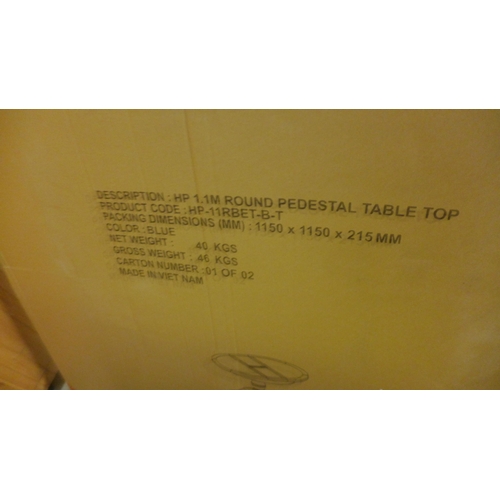 DESCRIPTION : HP 1.1M ROUND PEDESTAL TABLE TOP
PRODUCT CODE : HP-11RBET-B-T
PACKING DIMENSIONS (MM) : 1150 x 1150 x 215 MM
COLOR : BLUE
NET WEIGHT : 40 KGS
GROSS WEIGHT : 46 KGS
CARTON NUMBER : 01 OF 02
MADE IN VIET NAM